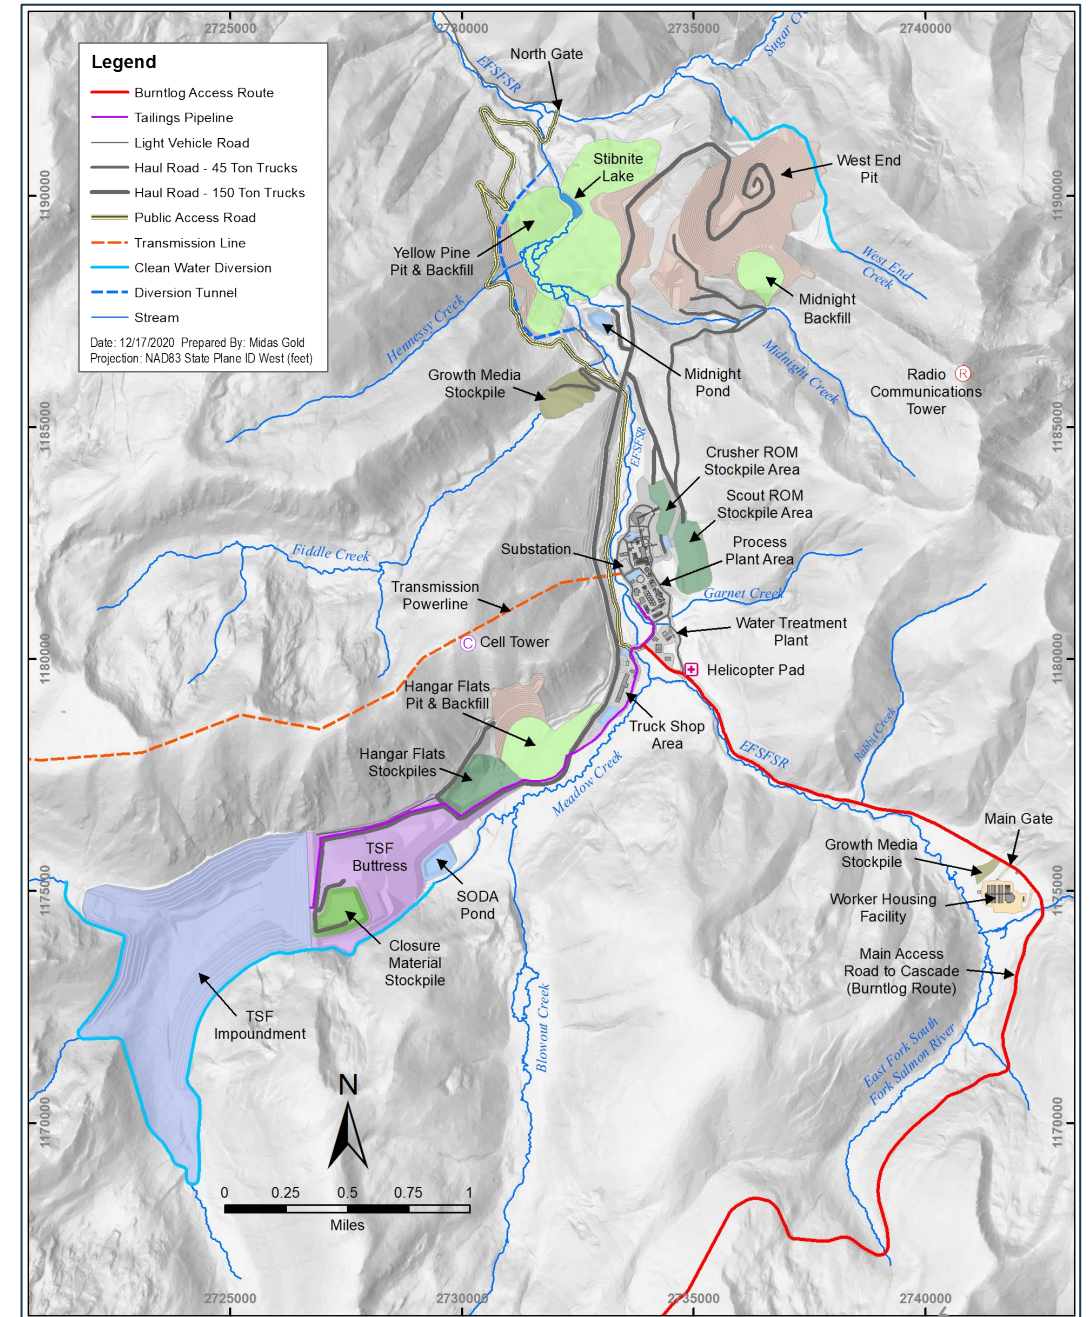 2725000
2730000
2735000
2740000
Legend
Burntlog Access Route
Tailings Pipeline
Light Vehicle Road
Haul Road - 45 Ton Trucks
Haul Road - 150 Ton Trucks
Public Access Road
Transmission Line
Clean Water Diversion
Diversion Tunnel
Stream
Date: 12/17/2020 Prepared By: Midas Gold
Projection: NAD83 State Plane ID West (feet)
North Gate
EFSFSR
Stibnite
Lake
West End
Pit
1190000
1190000
Yellow Pine
Pit & Backfill
West End
Creek
Midnight
Backfill
Hennessy Creek
Midnight Creek
Growth Media
Stockpile
Midnight
Pond
Radio
R
Communications
Tower
1185000
1185000
EFSFSR
Crusher ROM
Stockpile Area
Scout ROM
Stockpile Area
Process
Plant Area
Substation
Fiddle Creek
Transmission
Powerline
Garnet Creek
Water Treatment
Plant
C Cell Tower
1180000
1180000
Helicopter Pad
Hangar Flats
Pit & Backfill
Truck Shop
Area
Rabbit Creek
EFSFSR
Hangar Flats
Stockpiles
Meadow Creek
Main Gate
Growth Media
Stockpile
TSF
Buttress
1175000
1175000
SODA
Pond
Worker Housing
Facility
Closure
Material
Stockpile
Main Access
Road to Cascade
(Burntlog Route)
TSF
Impoundment
Blowout Creek
East Fork South
Fork Salmon River
N
1170000
1170000
0 0.25 0.5 0.75 1
Miles
2725000
2730000
2735000
2740000